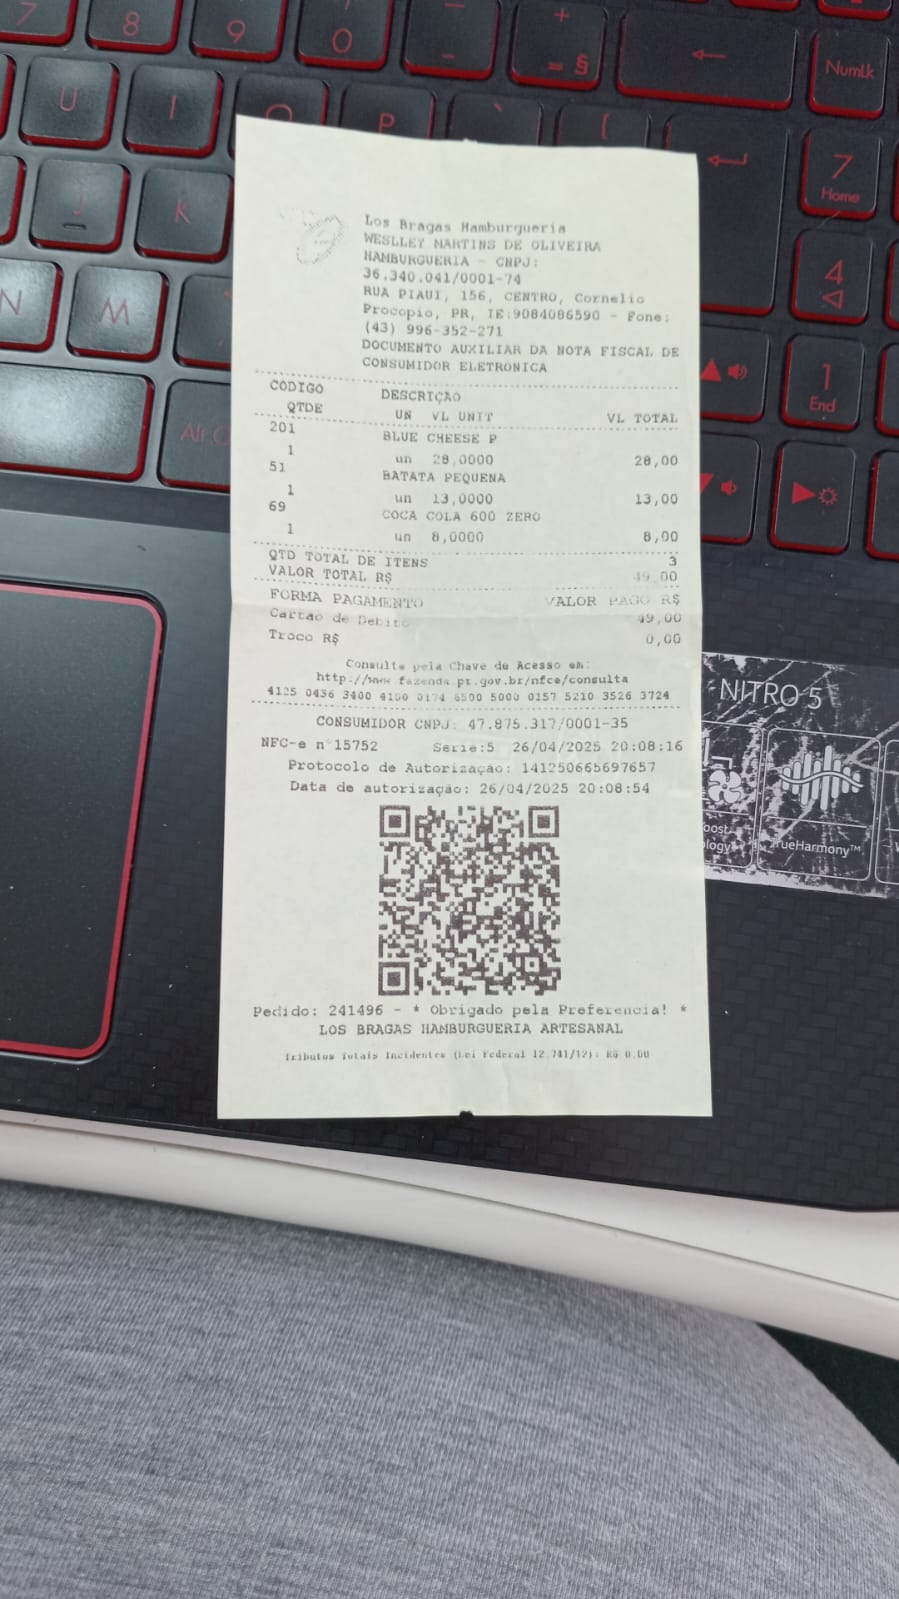 7
8
9
0
+
= §
NumLk
U
I
P
7
Home
J
K
4
N
M
1
End
Los Bragas Hamburgueria
WESLLEY MARTINS DE OLIVEIRA
HAMBURGUERIA - CNPJ:
36.340.041/0001-74
RUA PIAUI, 156, CENTRO, Cornelio
Procopio, PR, IE:9084086590 - Fone:
(43) 996-352-271
DOCUMENTO AUXILIAR DA NOTA FISCAL DE
CONSUMIDOR ELETRONICA
CODIGO DESCRIÇÃO
QTDE UN VL UNIT VL TOTAL
201 BLUE CHEESE P
1 un 28,0000 28,00
51 BATATA PEQUENA
1 un 13,0000 13,00
69 COCA COLA 600 ZERO
1 un 8,0000 8,00
QTD TOTAL DE ITENS 3
VALOR TOTAL R$ 49,00
FORMA PAGAMENTO VALOR PAGO R$
Cartao de Debito 49,00
Troco R$ 0,00
Consulte pela Chave de Acesso em:
http://www.fazenda.pr.gov.br/nfce/consulta
4125 0436 3400 4100 0174 6500 5000 0157 5210 3526 3724
CONSUMIDOR CNPJ: 47.875.317/0001-35
NFC-e n°15752 Serie:5 26/04/2025 20:08:16
Protocolo de Autorização: 141250665697657
Data de autorização: 26/04/2025 20:08:54
Pedido: 241496 - * Obrigado pela Preferencia! *
LOS BRAGAS HAMBURGUERIA ARTESANAL
Tributos Totais Incidentes (Lei Federal 12.741/12): R$ 0.00
NITRO 5
TrueHarmony™